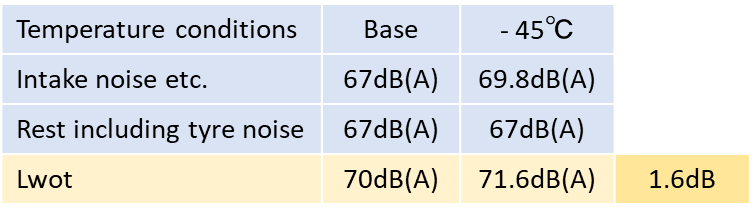 Temperature conditions Base - 45℃
Intake noise etc. 67dB(A) 69.8dB(A)
Rest including tyre noise 67dB(A) 67dB(A)
Lwot 70dB(A) 71.6dB(A) 1.6dB